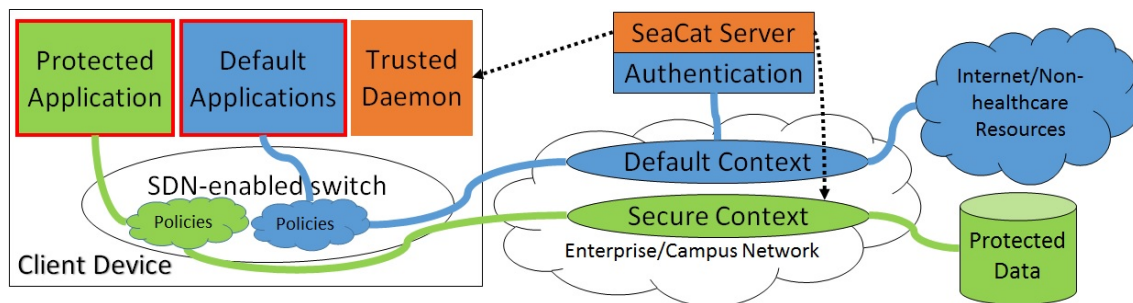 Protected
Application
Default
Applications
Trusted
Daemon
SDN-enabled switch
Policies
Policies
Client Device
SeaCat Server
Authentication
Default Context
Secure Context
Enterprise/Campus Network
Internet/Non-
healthcare
Resources
Protected
Data